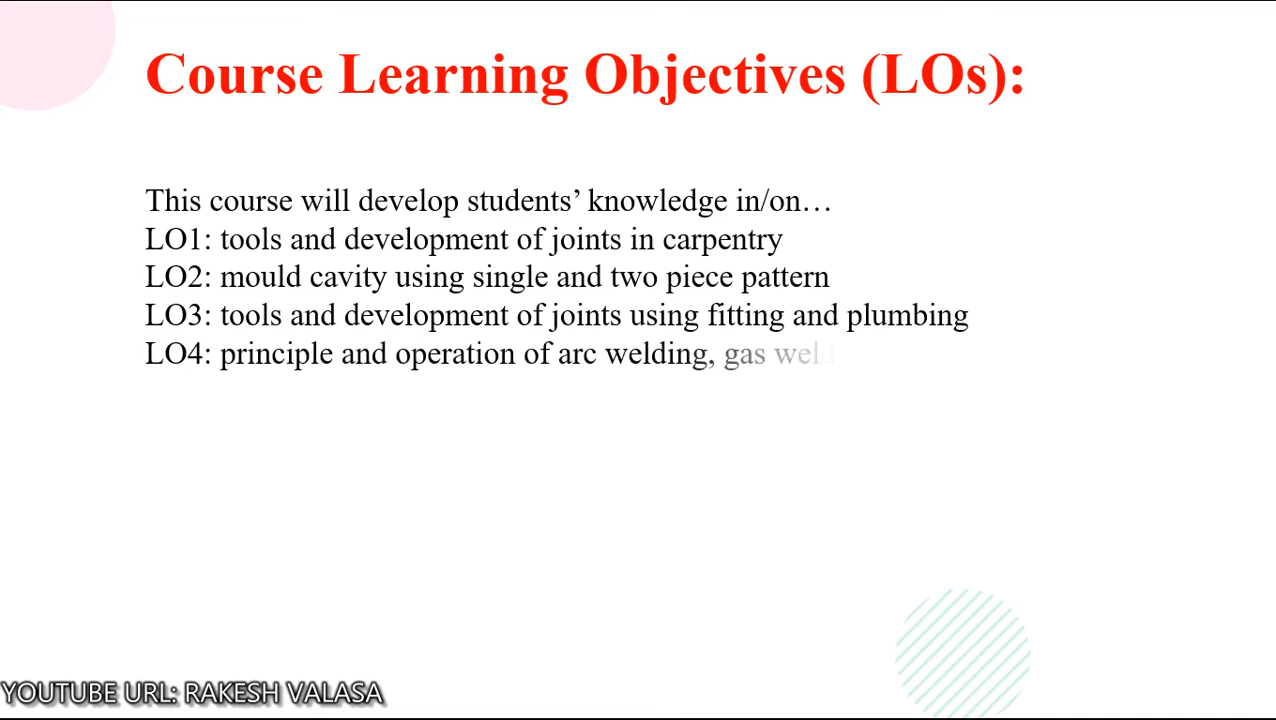 Course Learning Objectives (LOs):
This course will develop students’ knowledge in/on…
LO1: tools and development of joints in carpentry
LO2: mould cavity using single and two piece pattern
LO3: tools and development of joints using fitting and plumbing
LO4: principle and operation of arc welding, gas
YOUTUBE URL: RAKESH VALASA